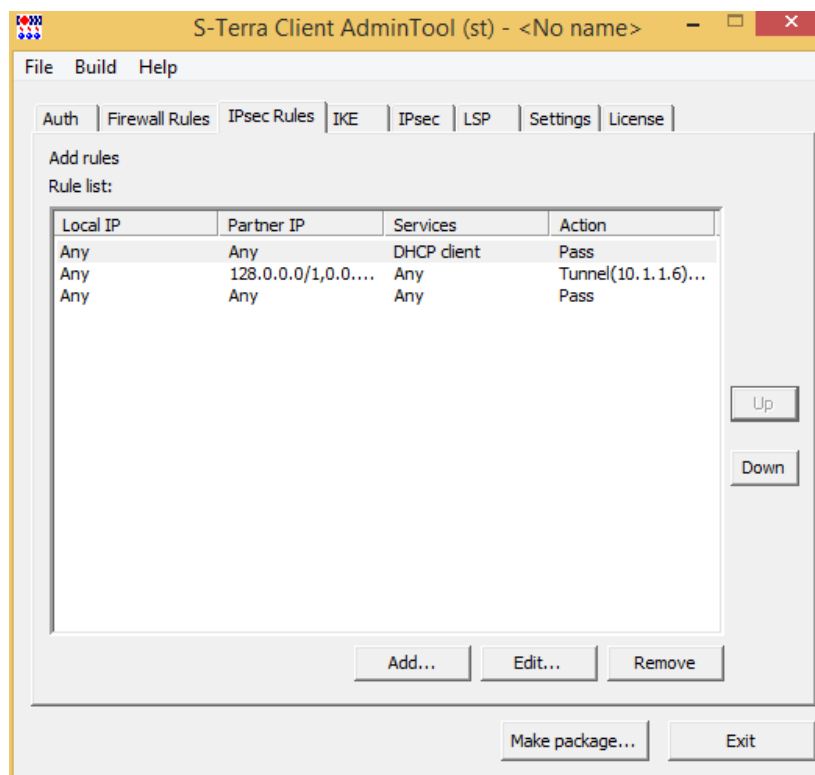 S-Terra Client AdminTool (st) - <No name>
File Build Help
Auth Firewall Rules IPsec Rules IKE IPsec LSP Settings License
Add rules
Rule list:
Local IP Partner IP Services Action
Any Any DHCP client Pass
Any 128.0.0.0/1,0.0.... Any Tunnel(10.1.1.6)...
Any Any Any Pass
Up
Down
Add... Edit... Remove
Make package... Exit